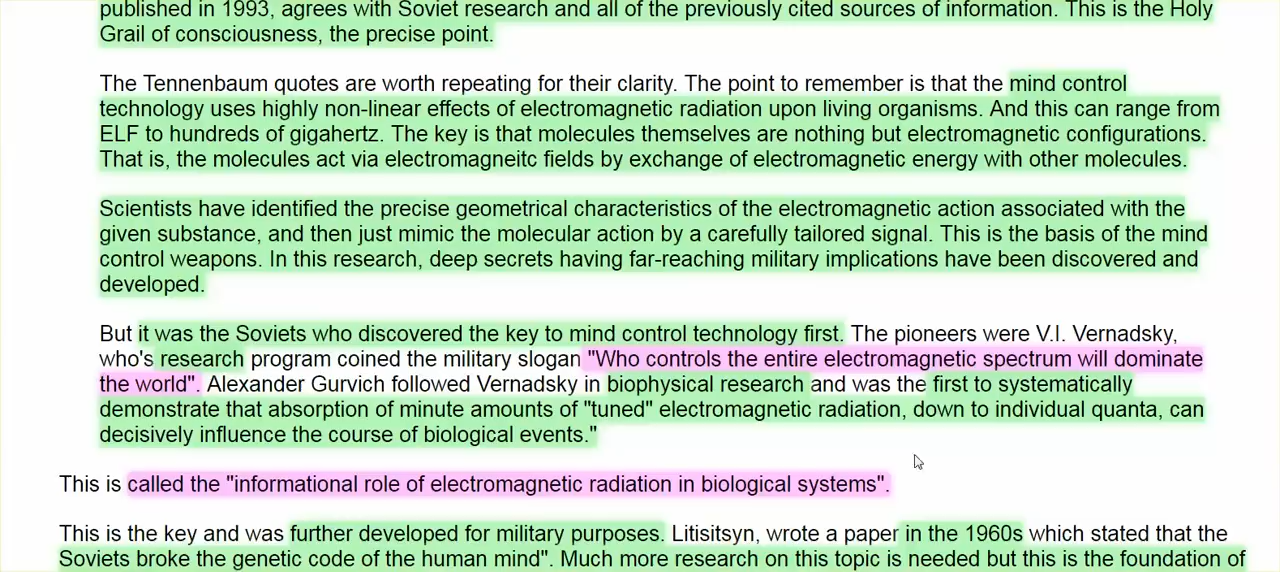 published in 1993, agrees with Soviet research and all of the previously cited sources of information. This is the Holy
Grail of consciousness, the precise point.
The Tennenbaum quotes are worth repeating for their clarity. The point to remember is that the mind control
technology uses highly non-linear effects of electromagnetic radiation upon living organisms. And this can range from
ELF to hundreds of gigahertz. The key is that molecules themselves are nothing but electromagnetic configurations.
That is, the molecules act via electromagneitc fields by exchange of electromagnetic energy with other molecules.
Scientists have identified the precise geometrical characteristics of the electromagnetic action associated with the
given substance, and then just mimic the molecular action by a carefully tailored signal. This is the basis of the mind
control weapons. In this research, deep secrets having far-reaching military implications have been discovered and
developed.
But it was the Soviets who discovered the key to mind control technology first. The pioneers were V.I. Vernadsky,
who's research program coined the military slogan "Who controls the entire electromagnetic spectrum will dominate
the world". Alexander Gurvich followed Vernadsky in biophysical research and was the first to systematically
demonstrate that absorption of minute amounts of "tuned" electromagnetic radiation, down to individual quanta, can
decisively influence the course of biological events."
This is called the "informational role of electromagnetic radiation in biological systems".
This is the key and was further developed for military purposes. Litisitsyn, wrote a paper in the 1960s which stated that the
Soviets broke the genetic code of the human mind". Much more research on this topic is needed but this is the foundation of